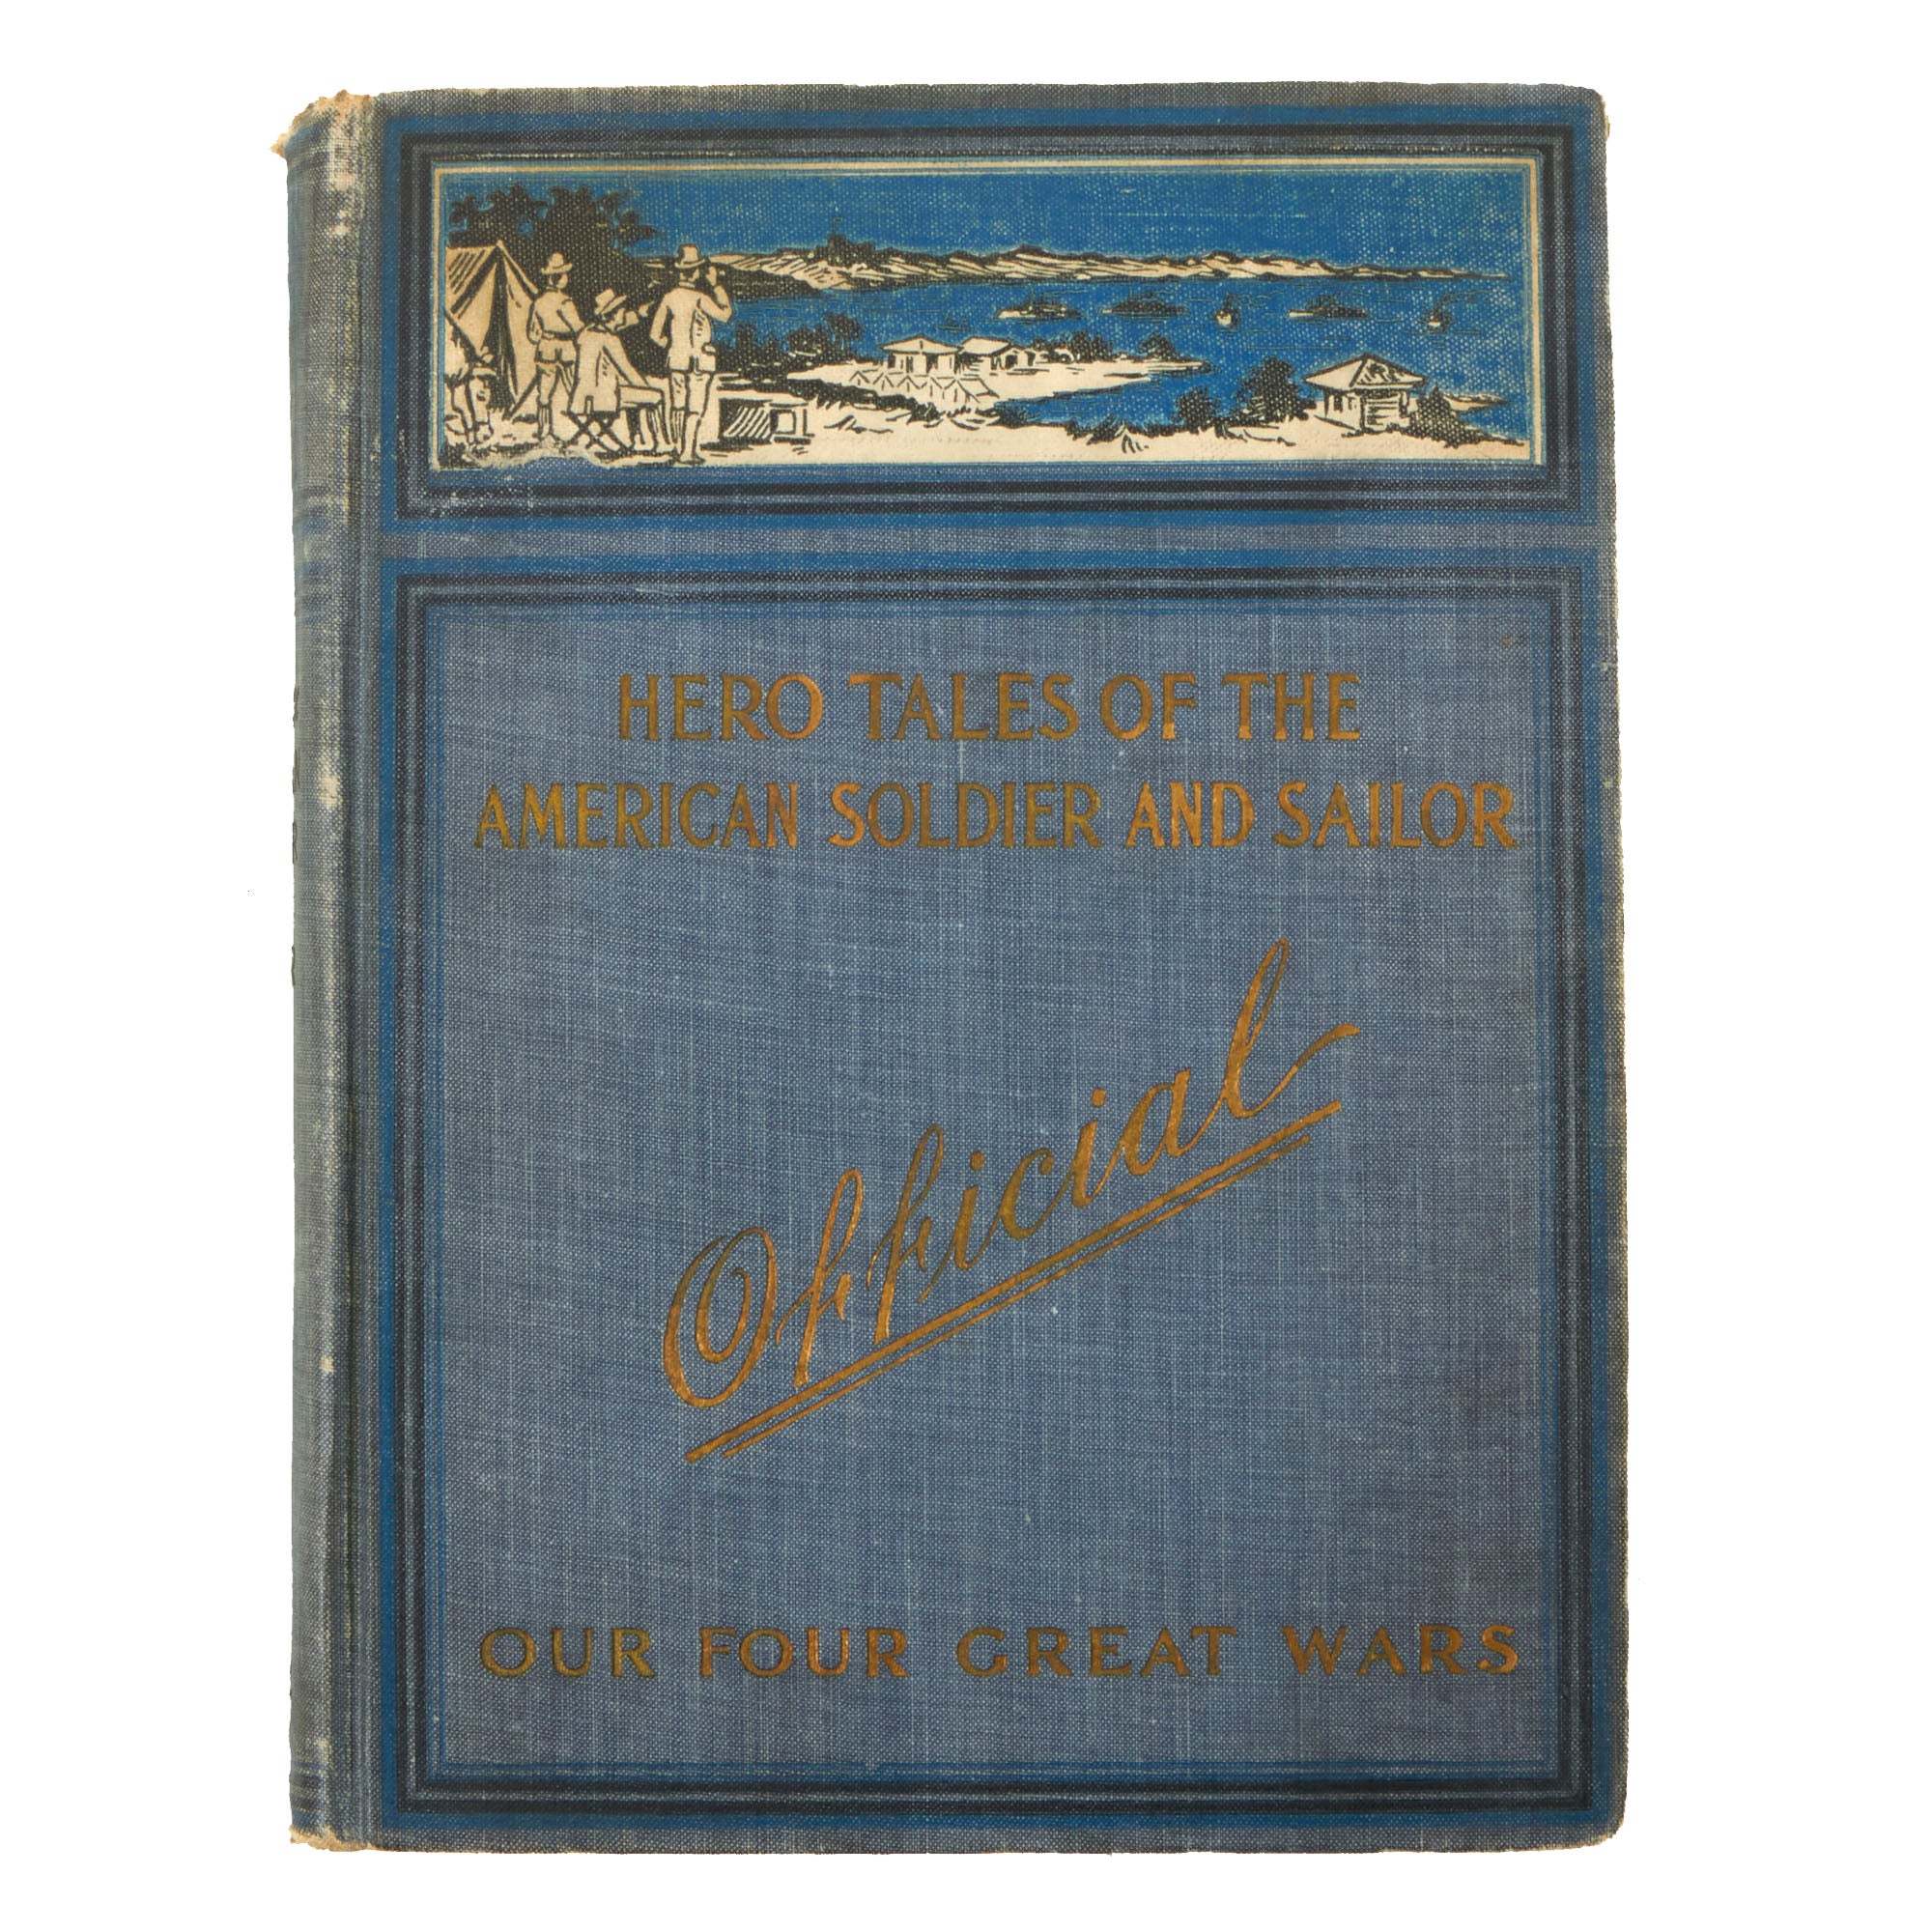 HERO TALES OF THE
AMERICAN SOLDIER AND SAILOR
Official
OUR FOUR GREAT WARS